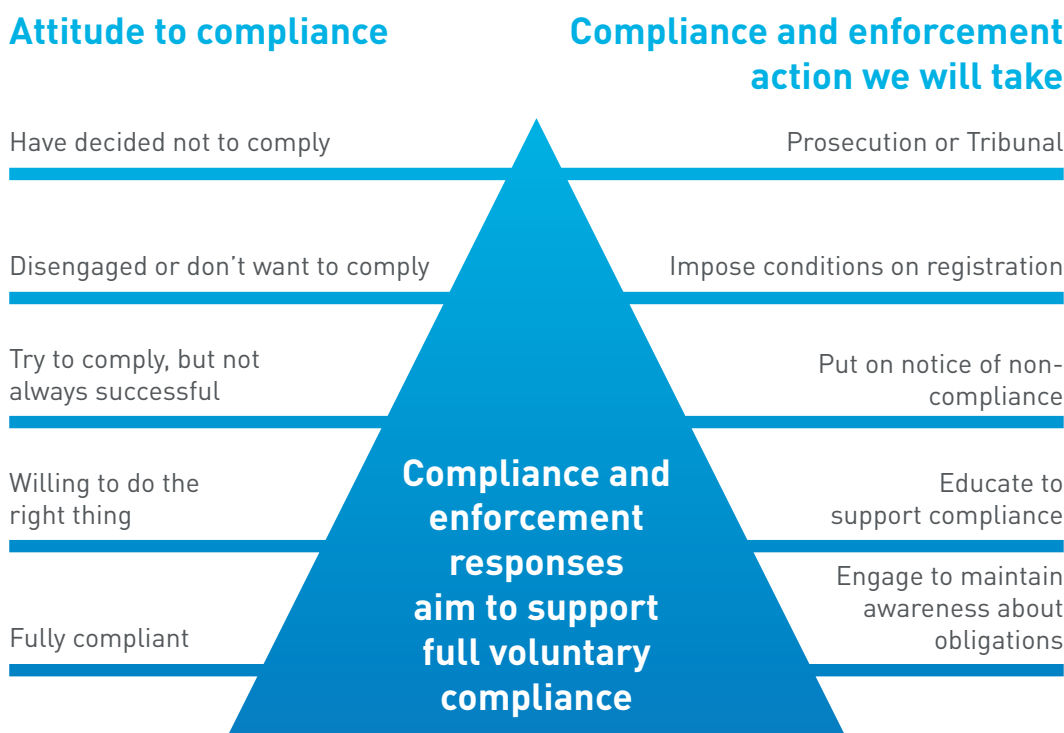 Attitude to compliance
Compliance and enforcement
action we will take
Have decided not to comply
Prosecution or Tribunal
Disengaged or don't want to comply
Impose conditions on registration
Try to comply, but not
always successful
Put on notice of non-
compliance
Willing to do the
right thing
Educate to
support compliance
Fully compliant
Engage to maintain
awareness about
obligations
Compliance and
enforcement
responses
aim to support
full voluntary
compliance